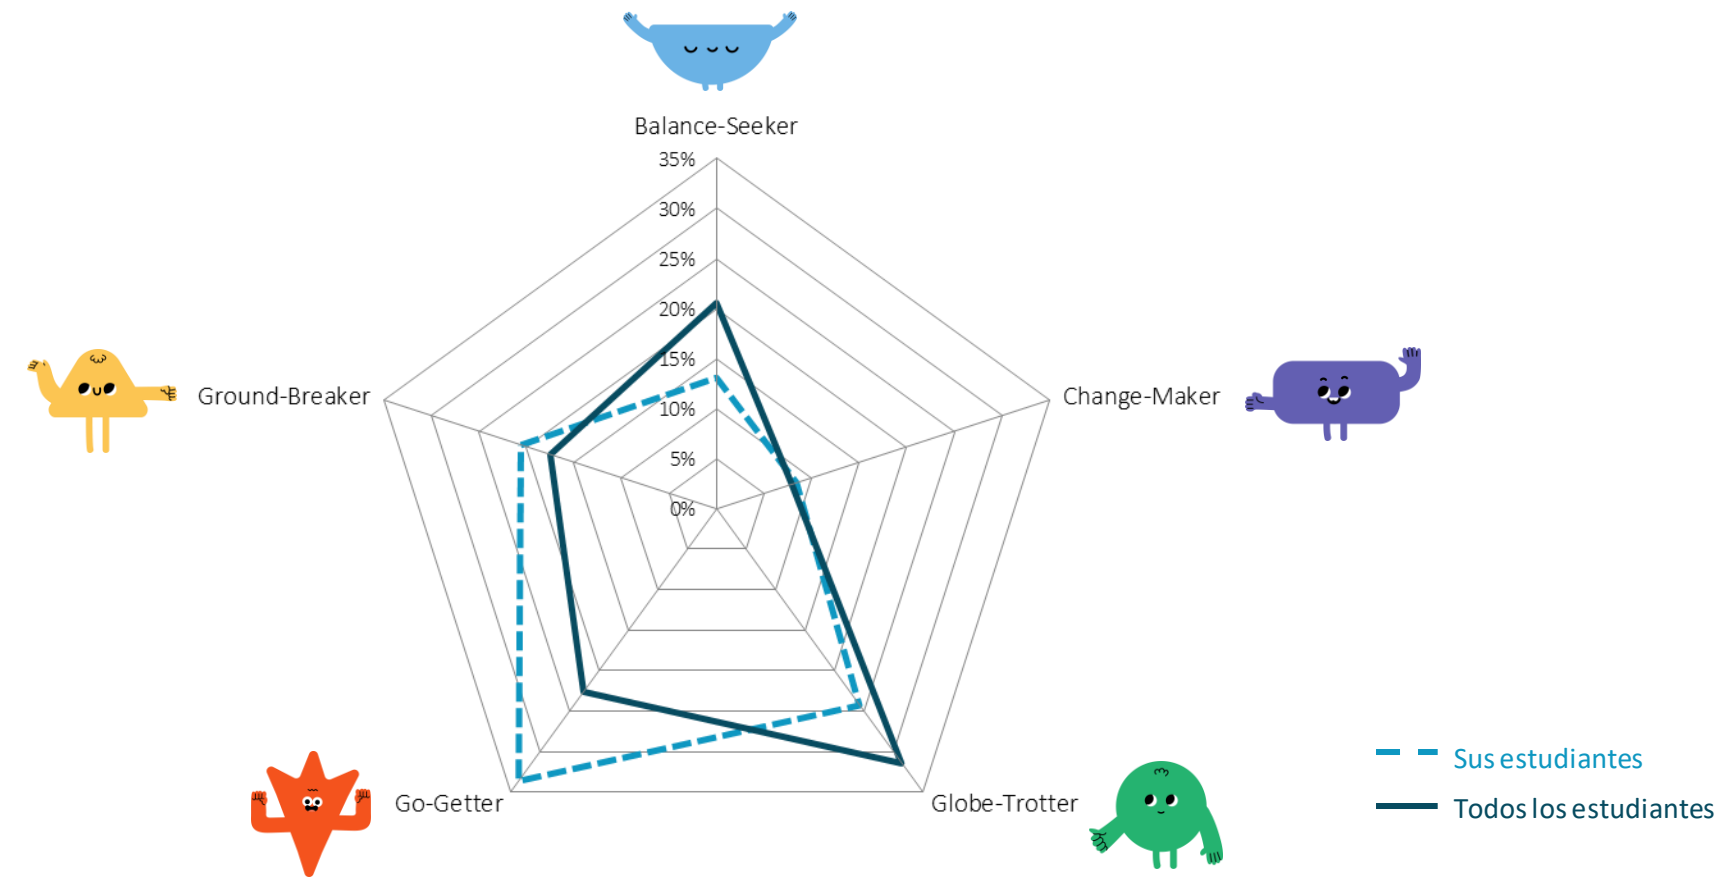 Balance-Seeker
35%
30%
25%
20%
15%
10%
5%
0%
Ground-Breaker
Change-Maker
Go-Getter
Globe-Trotter
Sus estudiantes
Todos los estudiantes